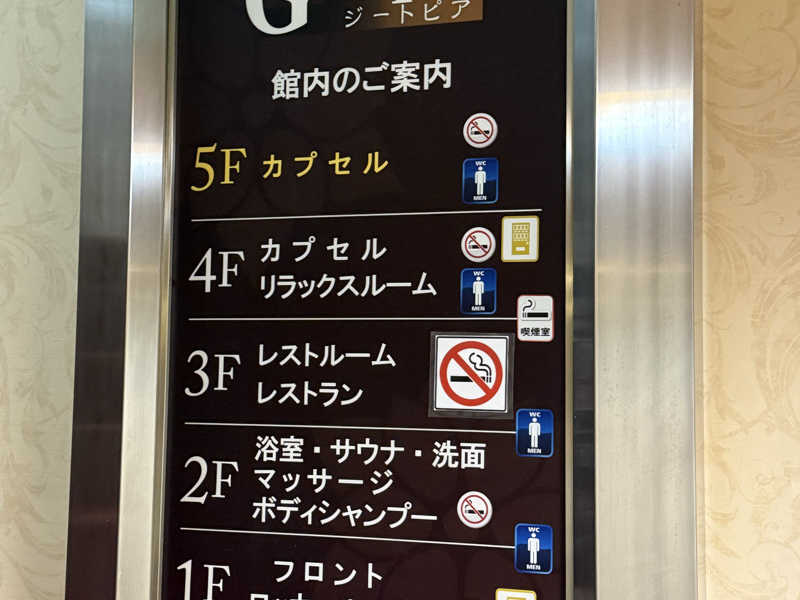 G
ジートピア
館内のご案内
5F カプセル
WC
MEN
4F カプセル
リラックスルーム
WC
MEN
喫煙室
3F レストルーム
レストラン
WC
MEN
2F 浴室・サウナ・洗面
マッサージ
ボディシャンプー
WC
MEN
1F フロント